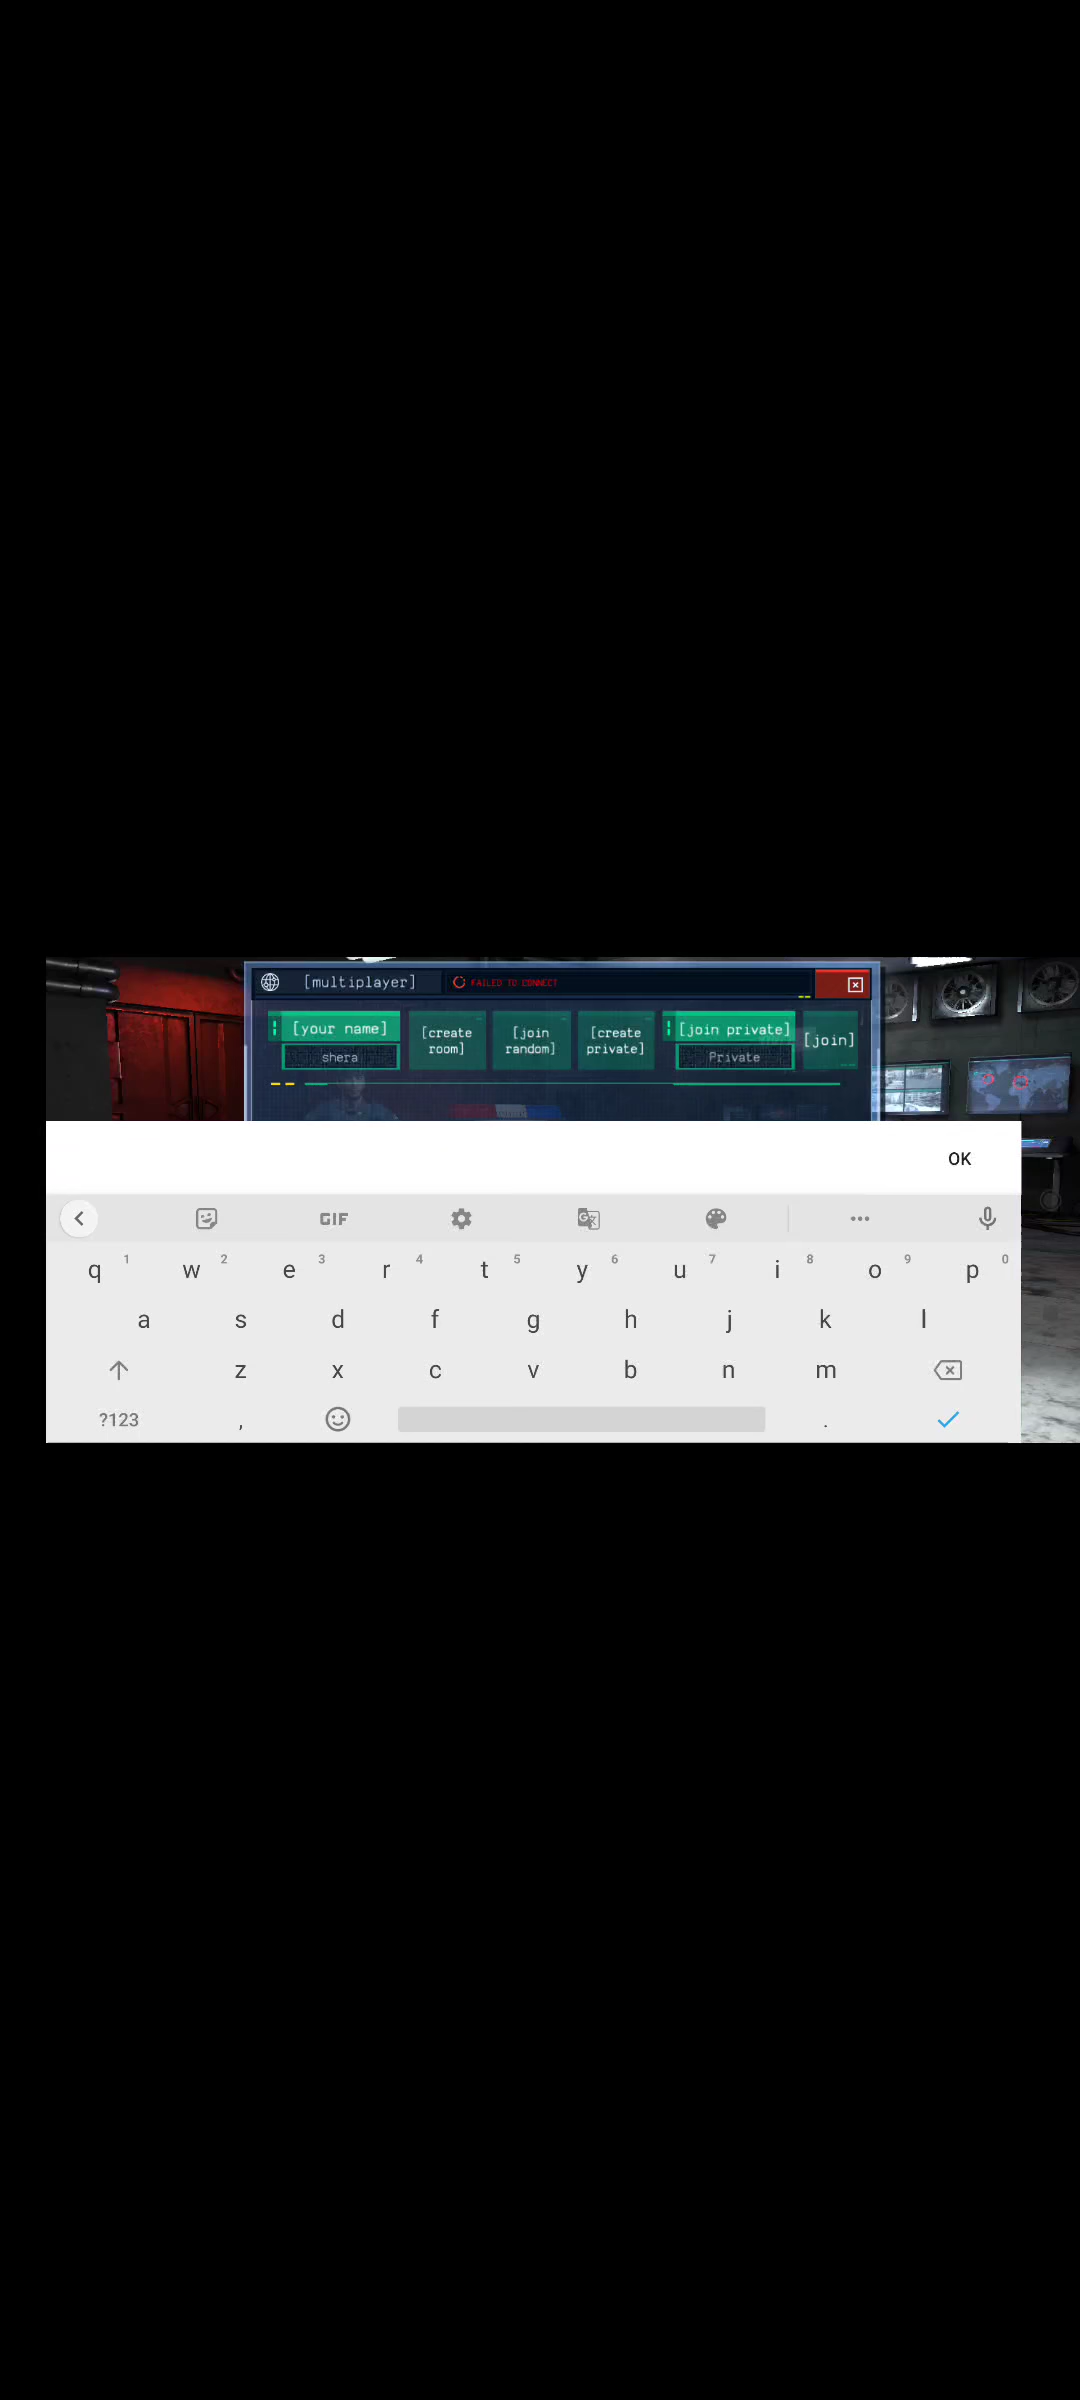 [multiplayer]
FAILED TO CONNECT
[your name]
shera
[create
room]
[join
random]
[create
private]
[join private]
Private
[join]
OK
GIF
1 2 3 4 5 6 7 8 9 0
q w e r t y u i o p
a s d f g h j k l
z x c v b n m
?123 , .